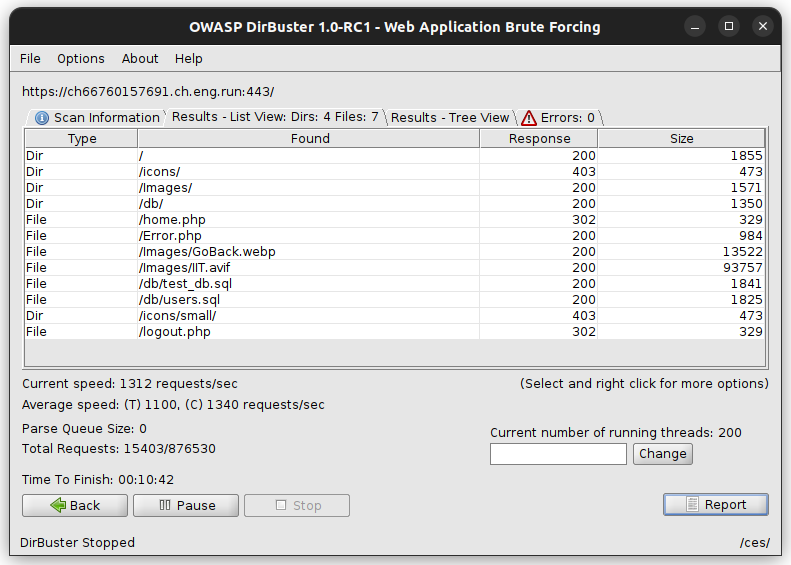 OWASP DirBuster 1.0-RC1 - Web Application Brute Forcing
File Options About Help
https://ch66760157691.ch.eng.run:443/
Scan Information Results - List View: Dirs: 4 Files: 7 Results - Tree View Errors: 0
Type Found Response Size
Dir / 200 1855
Dir /icons/ 403 473
Dir /Images/ 200 1571
Dir /db/ 200 1350
File /home.php 302 329
File /Error.php 200 984
File /Images/GoBack.webp 200 13522
File /Images/IIT.avif 200 93757
File /db/test_db.sql 200 1841
File /db/users.sql 200 1825
Dir /icons/small/ 403 473
File /logout.php 302 329
Current speed: 1312 requests/sec (Select and right click for more options)
Average speed: (T) 1100, (C) 1340 requests/sec
Parse Queue Size: 0
Current number of running threads: 200
Total Requests: 15403/876530
Change
Time To Finish: 00:10:42
Back Pause Stop Report
DirBuster Stopped /ces/